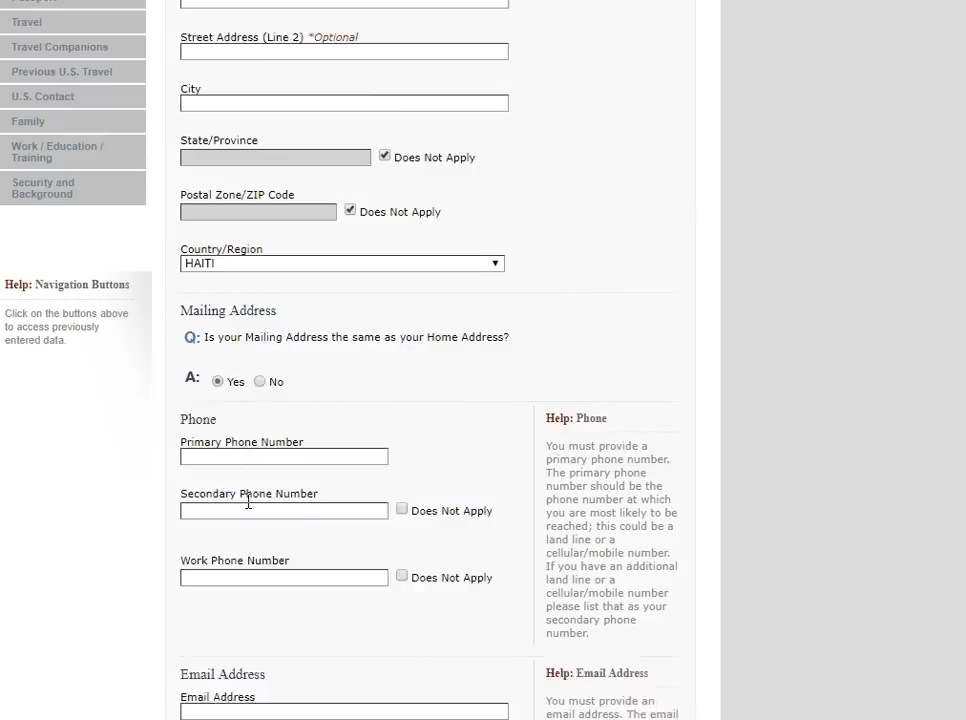 Travel
Travel Companions
Previous U.S. Travel
U.S. Contact
Family
Work / Education /
Training
Security and
Background
Help: Navigation Buttons
Click on the buttons above
to access previously
entered data.
Street Address (Line 2) *Optional
City
State/Province
Does Not Apply
Postal Zone/ZIP Code
Does Not Apply
Country/Region
HAITI
Mailing Address
Q: Is your Mailing Address the same as your Home Address?
A: Yes No
Phone
Primary Phone Number
Secondary Phone Number
Does Not Apply
Work Phone Number
Does Not Apply
Help: Phone
You must provide a
primary phone number.
The primary phone
number should be the
phone number at which
you are most likely to be
reached; this could be a
land line or a
cellular/mobile number.
If you have an additional
land line or a
cellular/mobile number
please list that as your
secondary phone
number.
Email Address
Email Address
Help: Email Address
You must provide an
email address. The email